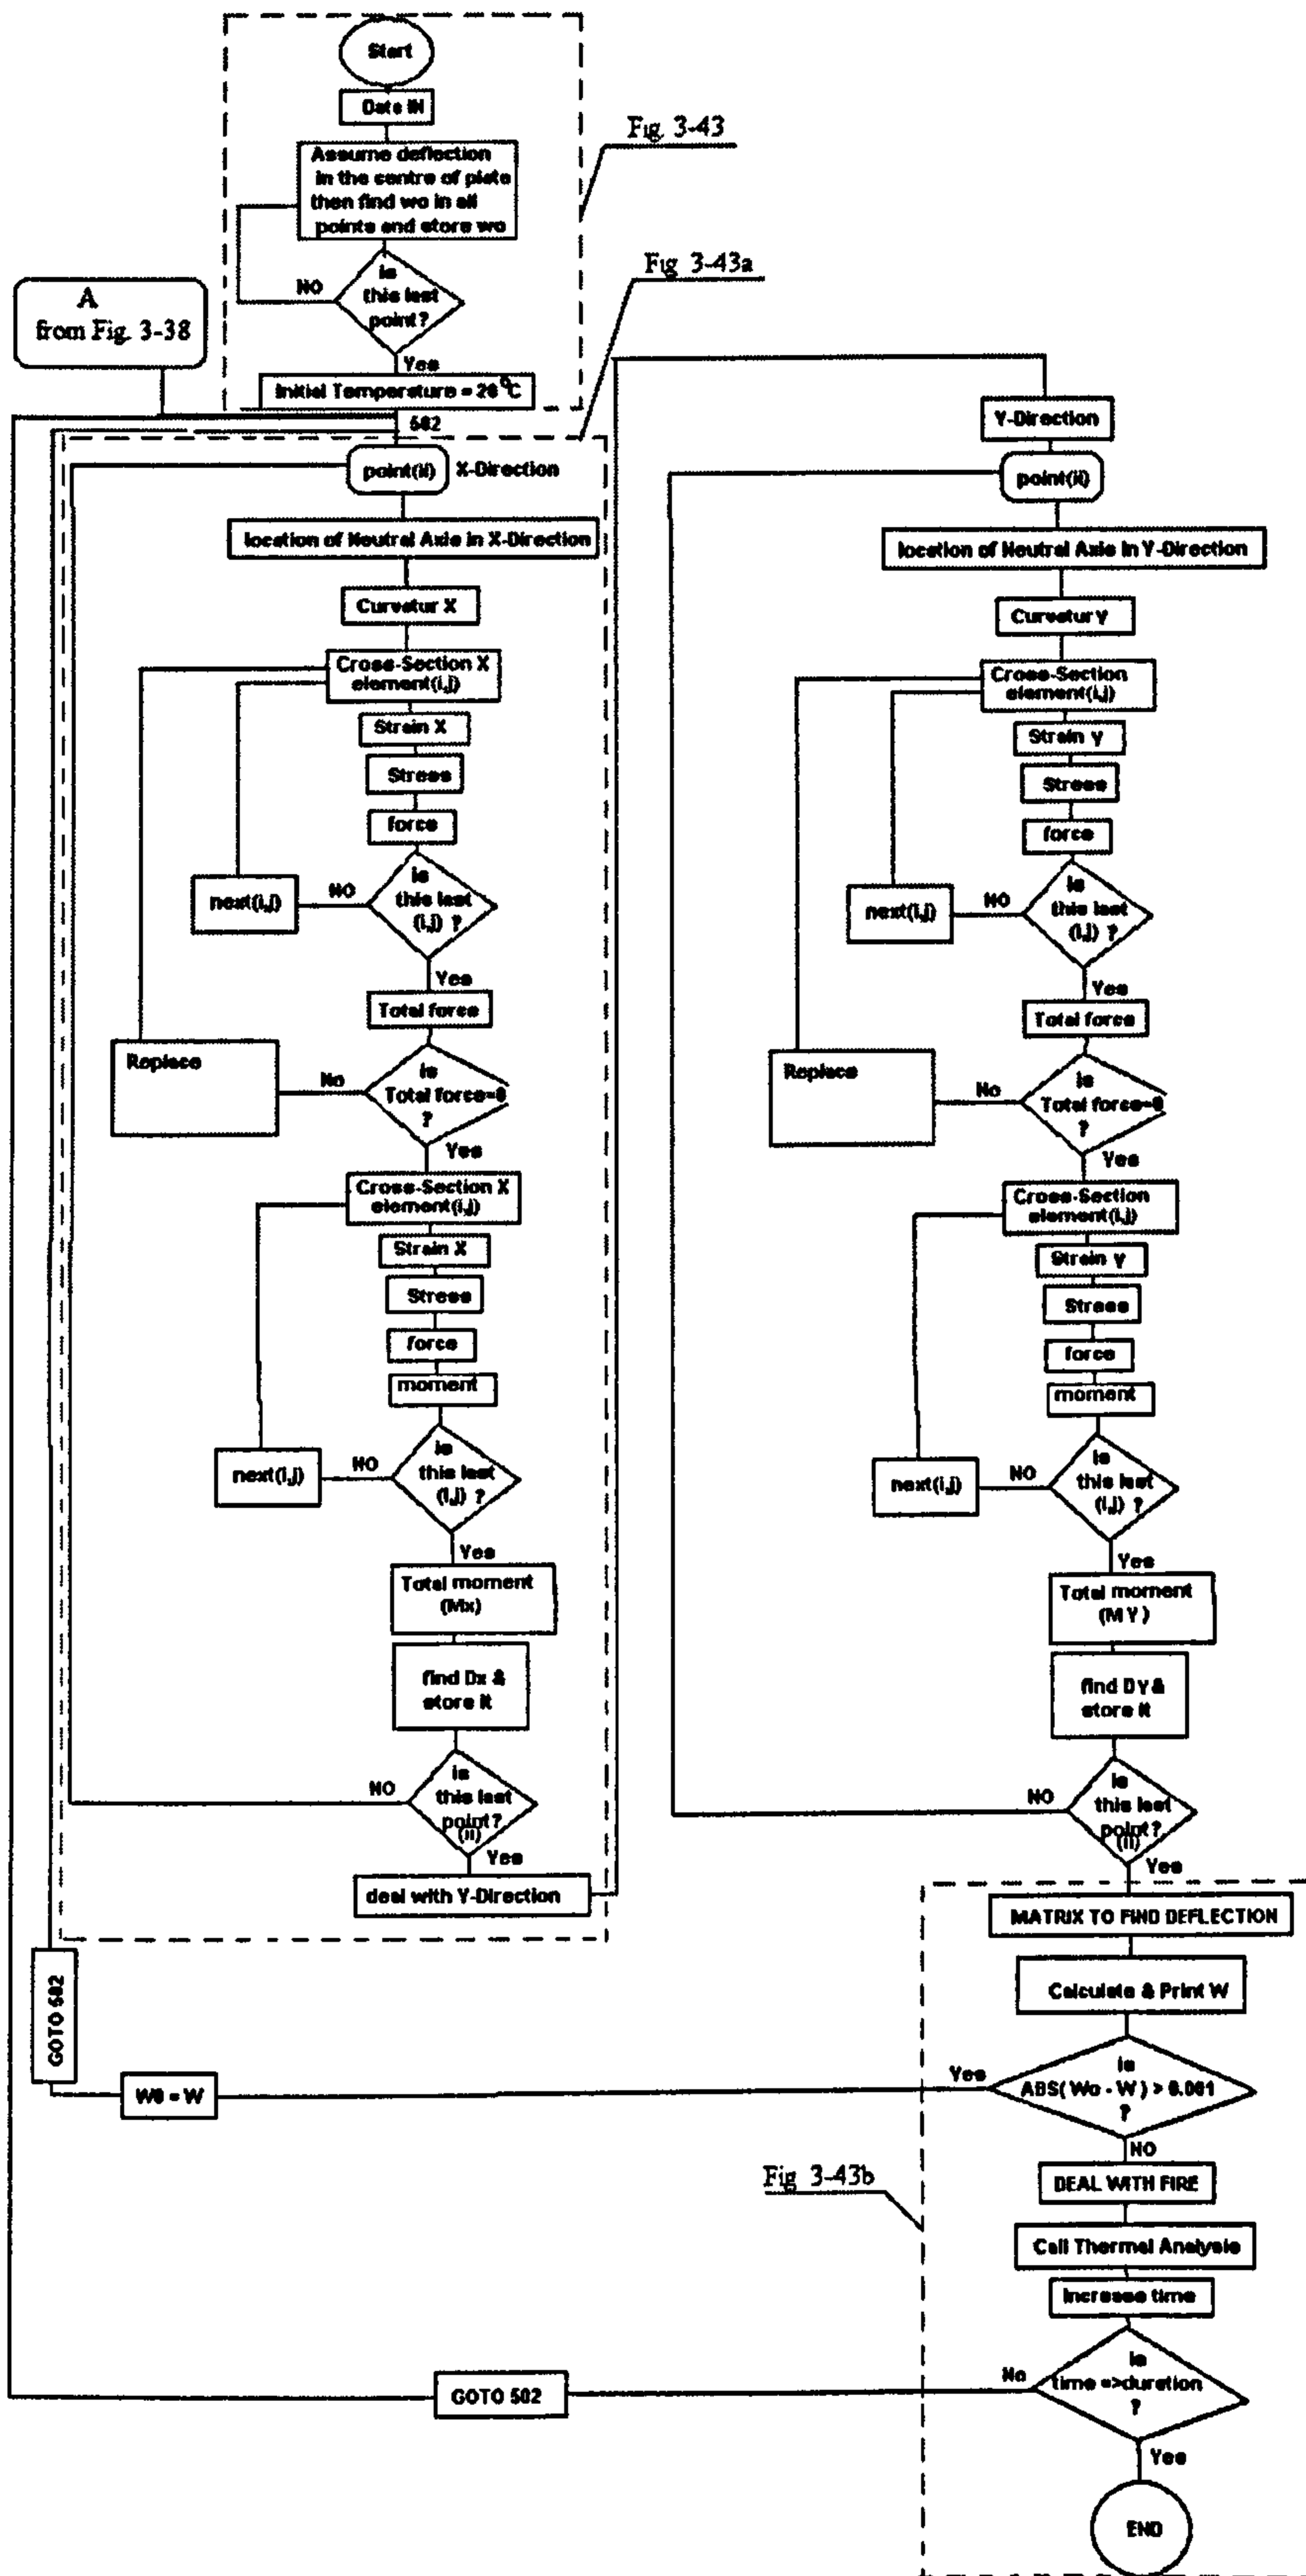 Start
Data IN
Assume deflection
in the centre of plate
then find wo in all
points and store wo
Fig. 3-43
is
this last
point?
NO
Yes
Initial Temperature = 20°C
A
from Fig. 3-38
Fig 3-43a
502
point(ii)
X-Direction
location of Neutral Axis in X-Direction
Curvatur X
Cross-Section X
element(i,j)
Strain X
Stress
force
is
this last
(i,j) ?
NO
next(i,j)
Yes
Total force
is
Total force=0
?
No
Replace
Yes
Cross-Section X
element(i,j)
Strain X
Stress
force
moment
is
this last
(i,j) ?
NO
next(i,j)
Yes
Total moment
(Mx)
find Dx &
store it
is
this last
point?
(ii)
NO
Yes
deal with Y-Direction
Y-Direction
point(ii)
location of Neutral Axis in Y-Direction
Curvatur Y
Cross-Section
element(i,j)
Strain Y
Stress
force
is
this last
(i,j) ?
NO
next(i,j)
Yes
Total force
is
Total force=0
?
No
Replace
Yes
Cross-Section
element(i,j)
Strain Y
Stress
force
moment
is
this last
(i,j) ?
NO
next(i,j)
Yes
Total moment
(MY)
find DY &
store it
is
this last
point?
(ii)
NO
Yes
MATRIX TO FIND DEFLECTION
Calculate & Print W
is
ABS( Wo - W ) > 0.001
?
Yes
W0 = W
GOTO 502
NO
Fig 3-43b
DEAL WITH FIRE
Call Thermal Analysis
Increase time
is
time =>duration
?
No
GOTO 502
Yes
END